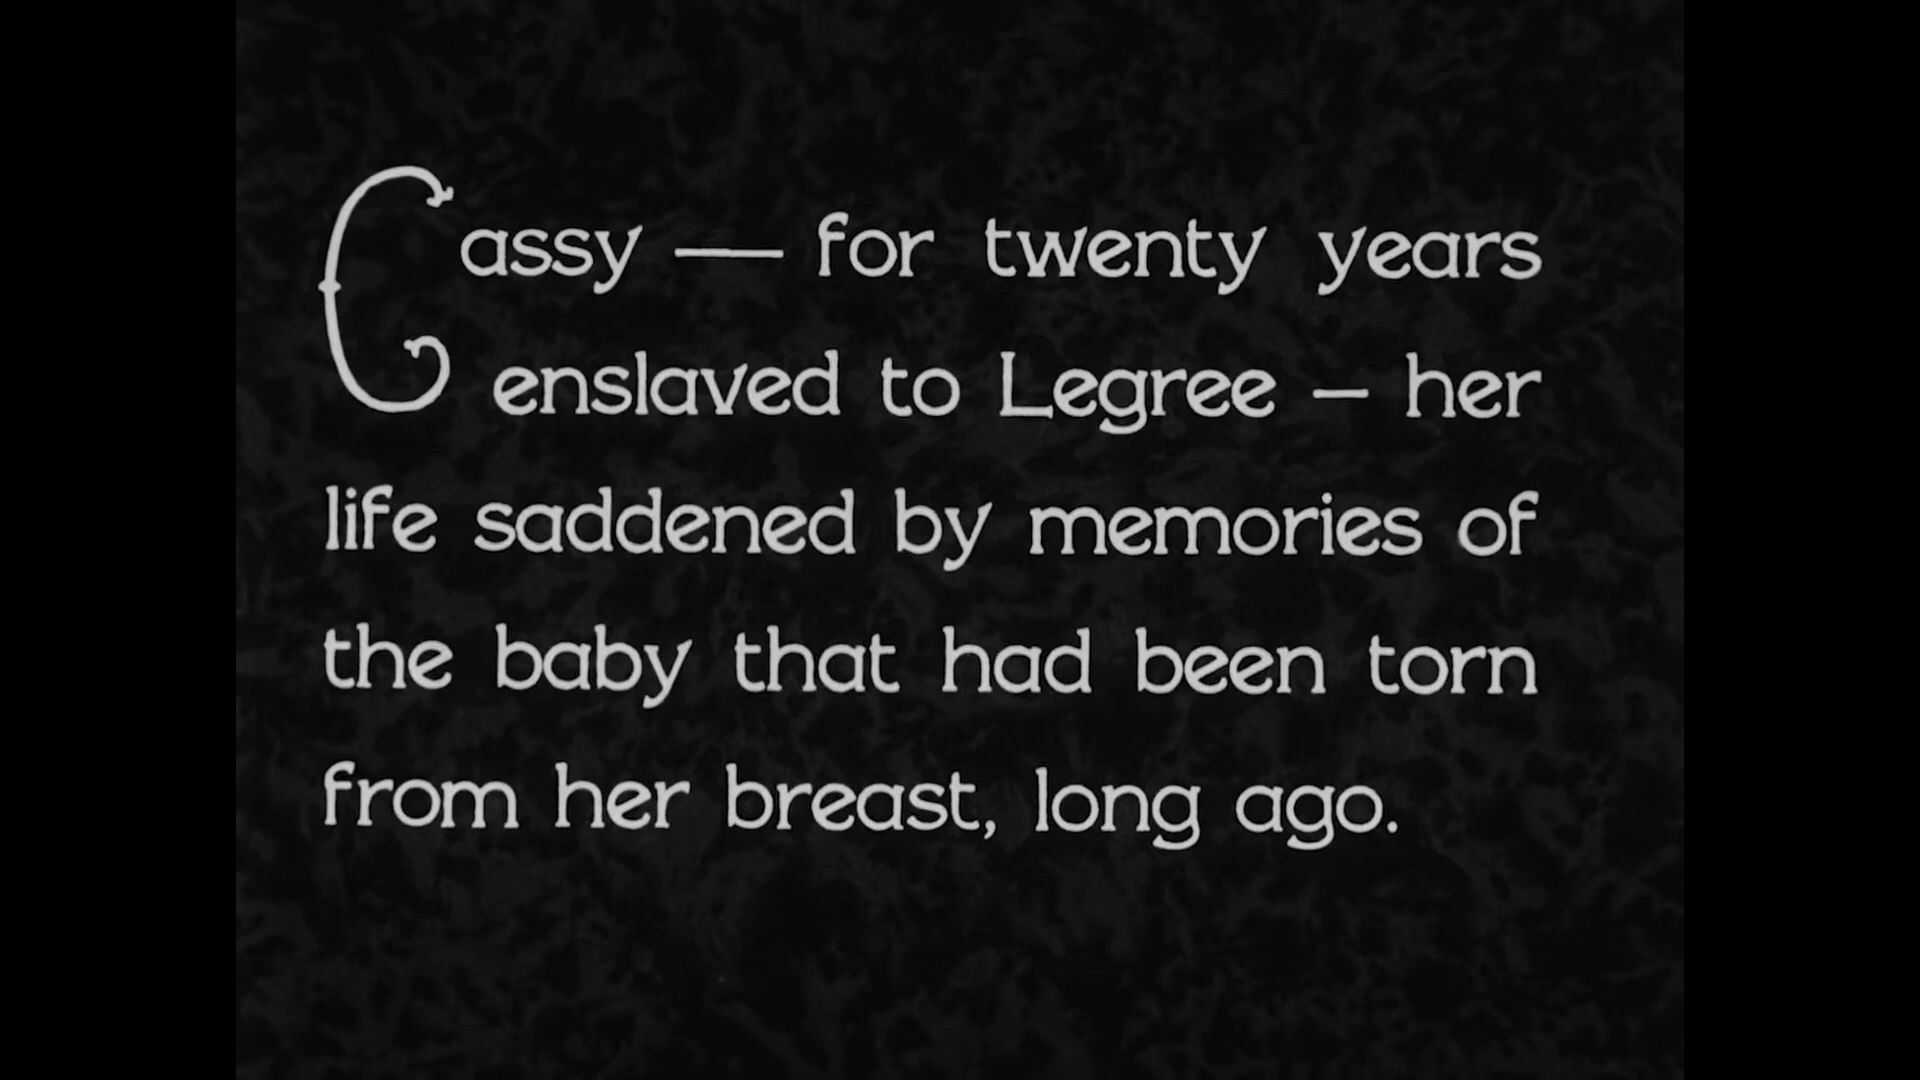 Cassy — for twenty years
enslaved to Legree – her
life saddened by memories of
the baby that had been torn
from her breast, long ago.